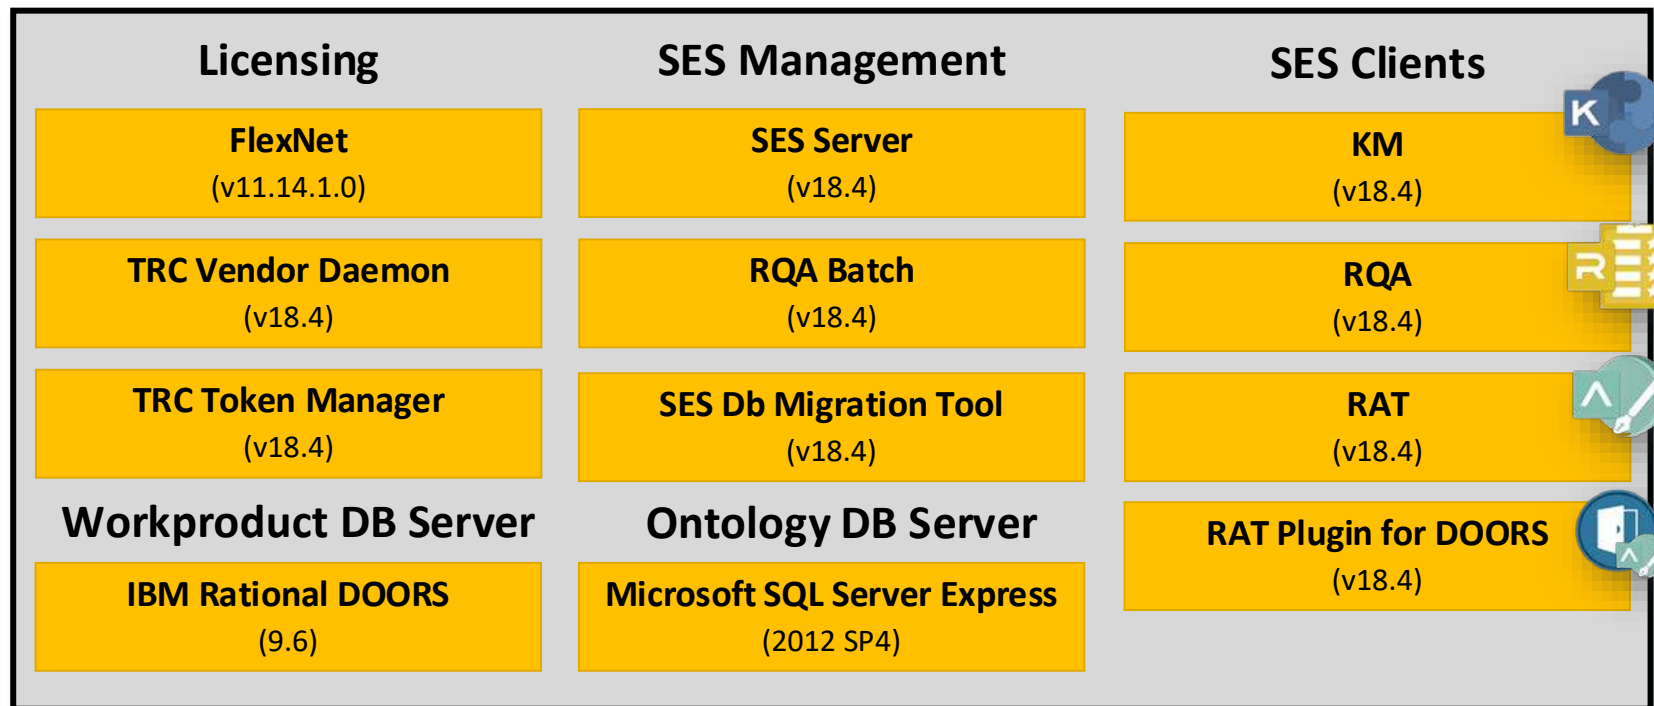 Licensing
FlexNet
(v11.14.1.0)
TRC Vendor Daemon
(v18.4)
TRC Token Manager
(v18.4)
Workproduct DB Server
IBM Rational DOORS
(9.6)
SES Management
SES Server
(v18.4)
RQA Batch
(v18.4)
SES Db Migration Tool
(v18.4)
Ontology DB Server
Microsoft SQL Server Express
(2012 SP4)
SES Clients
KM
(v18.4)
K
RQA
(v18.4)
R
RAT
(v18.4)
RAT Plugin for DOORS
(v18.4)